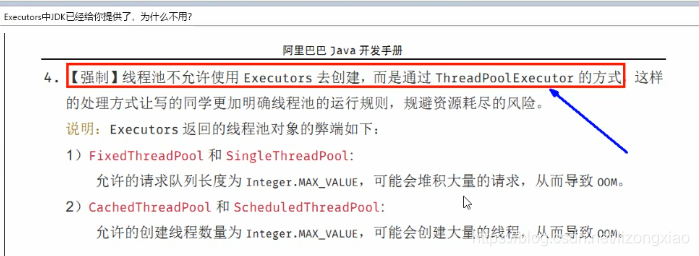 Executors中JDK已经给你提供了，为什么不用?
阿里巴巴 Java 开发手册
4. 【强制】线程池不允许使用 Executors 去创建，而是通过 ThreadPoolExecutor 的方式，这样
的处理方式让写的同学更加明确线程池的运行规则，规避资源耗尽的风险。
说明：Executors 返回的线程池对象的弊端如下：
1）FixedThreadPool 和 SingleThreadPool:
允许的请求队列长度为 Integer.MAX_VALUE，可能会堆积大量的请求，从而导致 OOM。
2）CachedThreadPool 和 ScheduledThreadPool:
允许的创建线程数量为 Integer.MAX_VALUE，可能会创建大量的线程，从而导致 OOM。